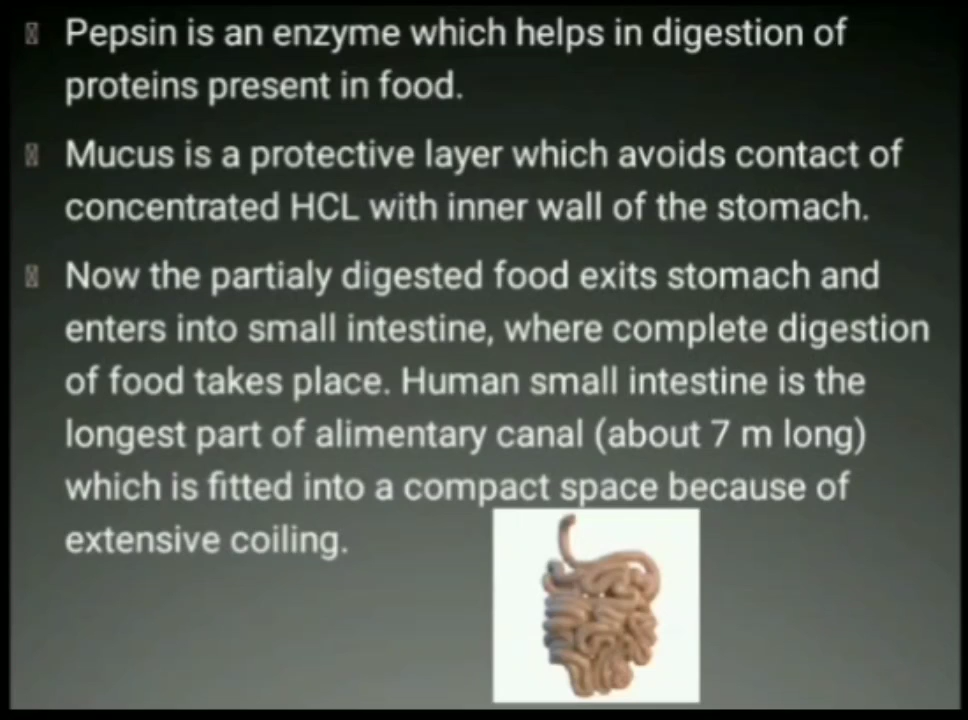 Pepsin is an enzyme which helps in digestion of
proteins present in food.
Mucus is a protective layer which avoids contact of
concentrated HCL with inner wall of the stomach.
Now the partialy digested food exits stomach and
enters into small intestine, where complete digestion
of food takes place. Human small intestine is the
longest part of alimentary canal (about 7 m long)
which is fitted into a compact space because of
extensive coiling.